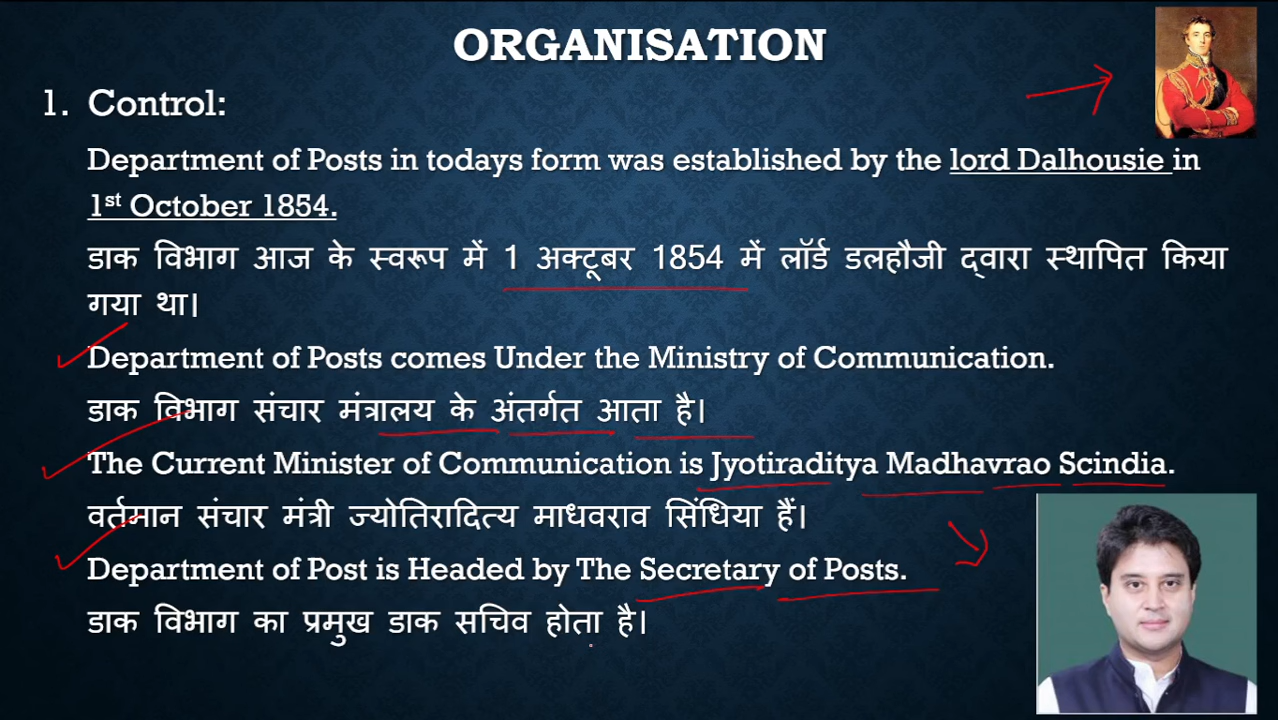 ORGANISATION
1. Control:
Department of Posts in todays form was established by the lord Dalhousie in
1st October 1854.
डाक विभाग आज के स्वरूप में 1 अक्टूबर 1854 में लॉर्ड डलहौजी द्वारा स्थापित किया
गया था।
Department of Posts comes Under the Ministry of Communication.
डाक विभाग संचार मंत्रालय के अंतर्गत आता है।
The Current Minister of Communication is Jyotiraditya Madhavrao Scindia.
वर्तमान संचार मंत्री ज्योतिरादित्य माधवराव सिंधिया हैं।
Department of Post is Headed by The Secretary of Posts.
डाक विभाग का प्रमुख डाक सचिव होता है।